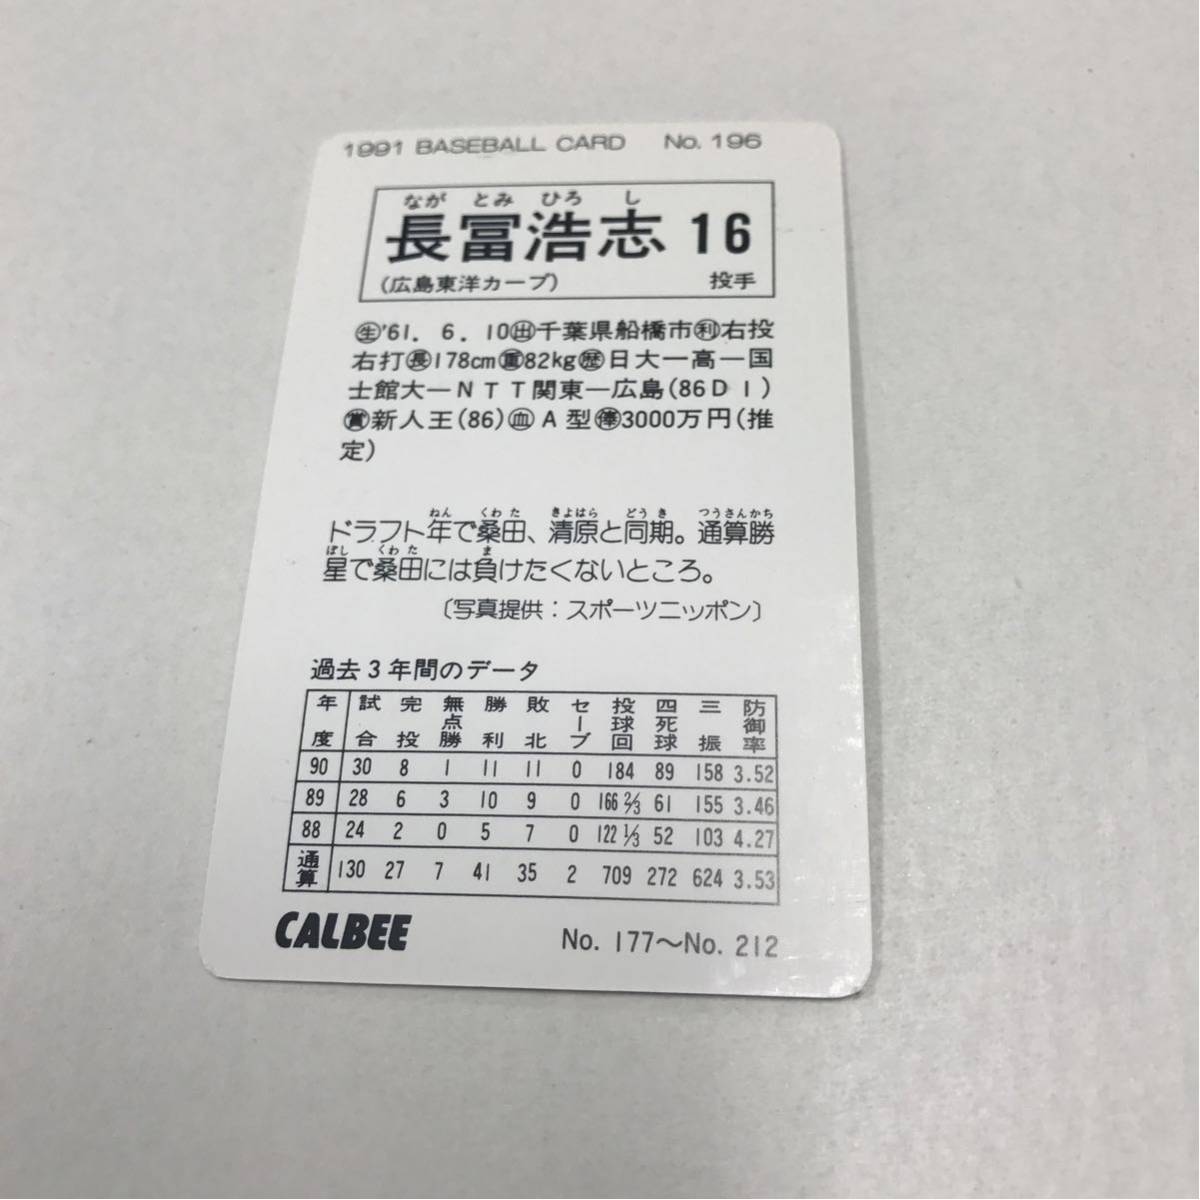 1991 BASEBALL CARD No. 196
なが とみ ひろ し
長冨浩志 16
(広島東洋カープ) 投手
㊤'61. 6. 10㊤千葉県船橋市㊤右投
右打㊤178cm㊤82kg㊤日大一高―国
士館大―NTT関東―広島(86D1)
㊤新人王(86)㊤A型㊤3000万円(推
定)
ねん くわ た きよはら どう き つうさんかち
ドラフト年で桑田、清原と同期。通算勝
ぼし くわ た ま
星で桑田には負けたくないところ。
〔写真提供:スポーツニッポン〕
過去3年間のデータ
年度 試合 完投 無点勝 勝利 敗北 セーブ 投球回 四死球 三振 防御率
90 30 8 1 11 11 0 184 89 158 3.52
89 28 6 3 10 9 0 166 2/3 61 155 3.46
88 24 2 0 5 7 0 122 1/3 52 103 4.27
通算 130 27 7 41 35 2 709 272 624 3.53
CALBEE No. 177～No. 212